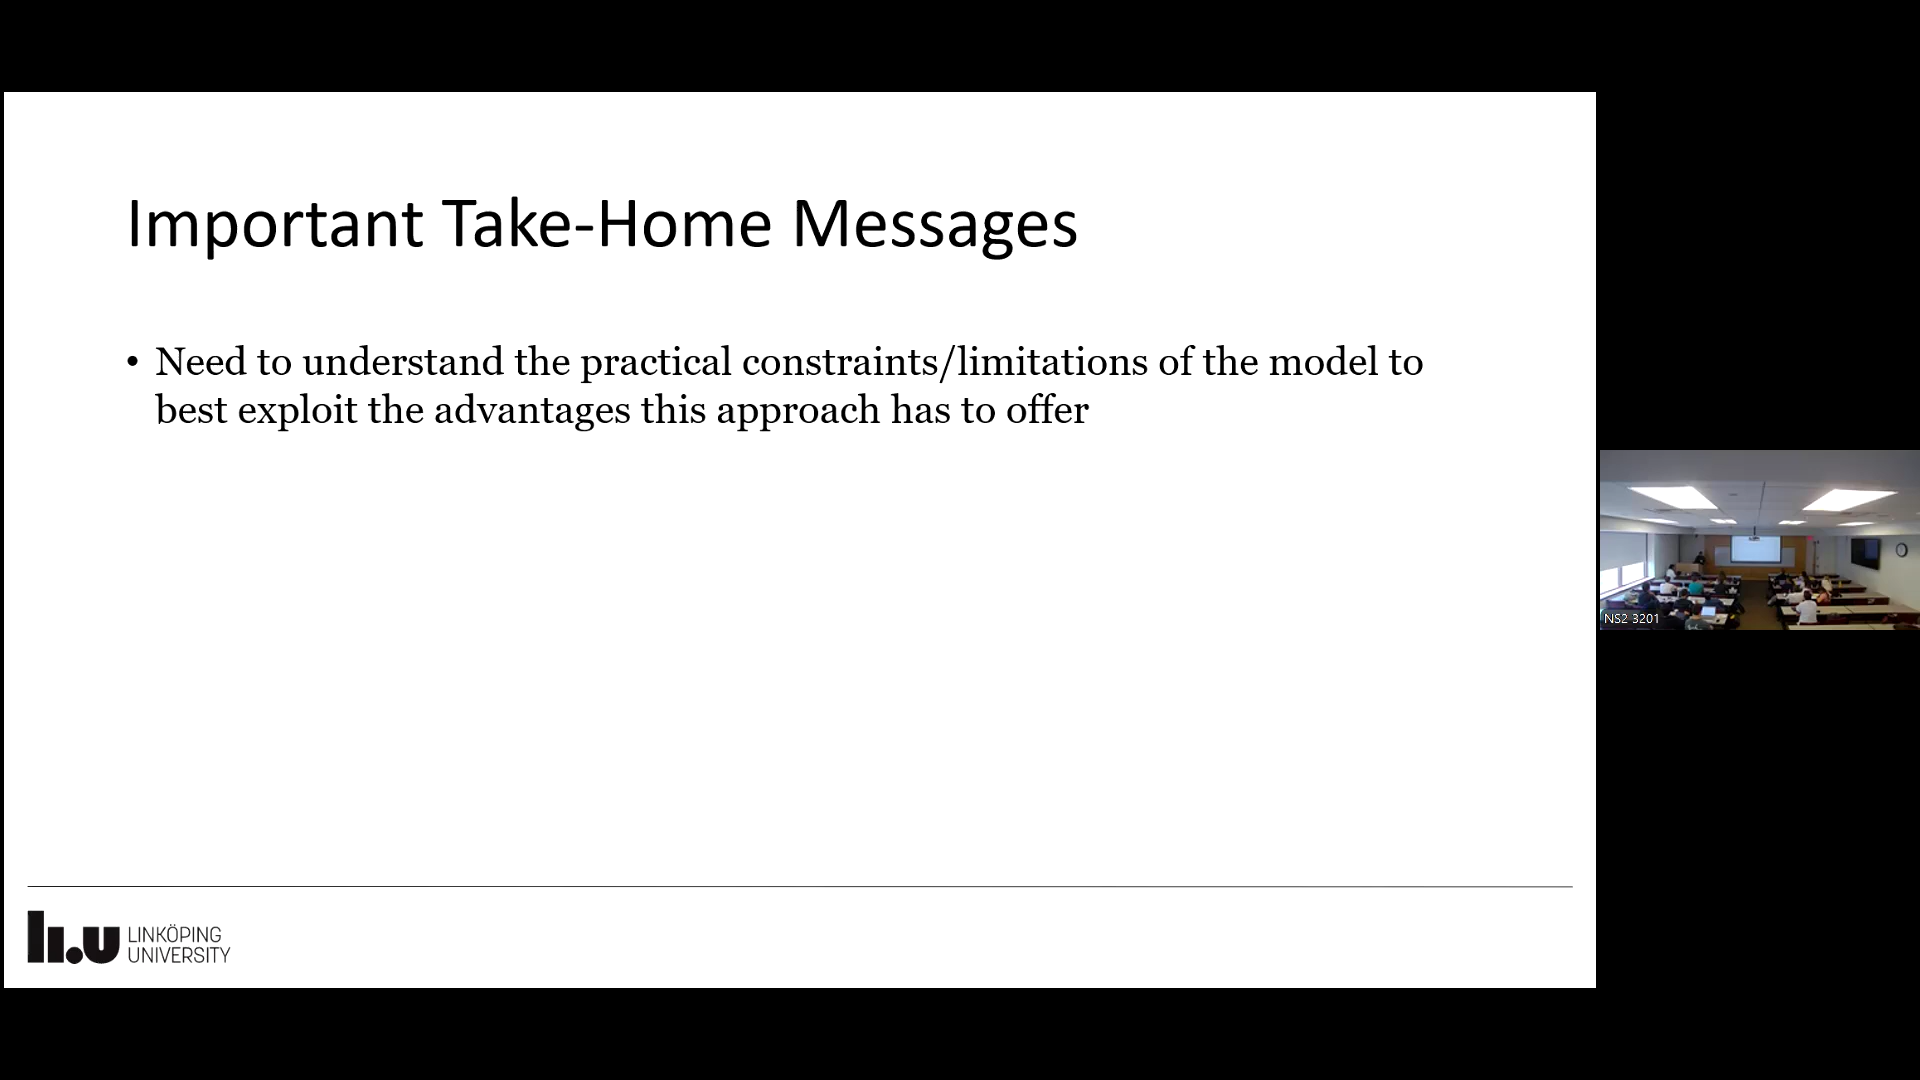 Important Take-Home Messages
• Need to understand the practical constraints/limitations of the model to
best exploit the advantages this approach has to offer
NS2 3201
li.u LINKÖPING
UNIVERSITY